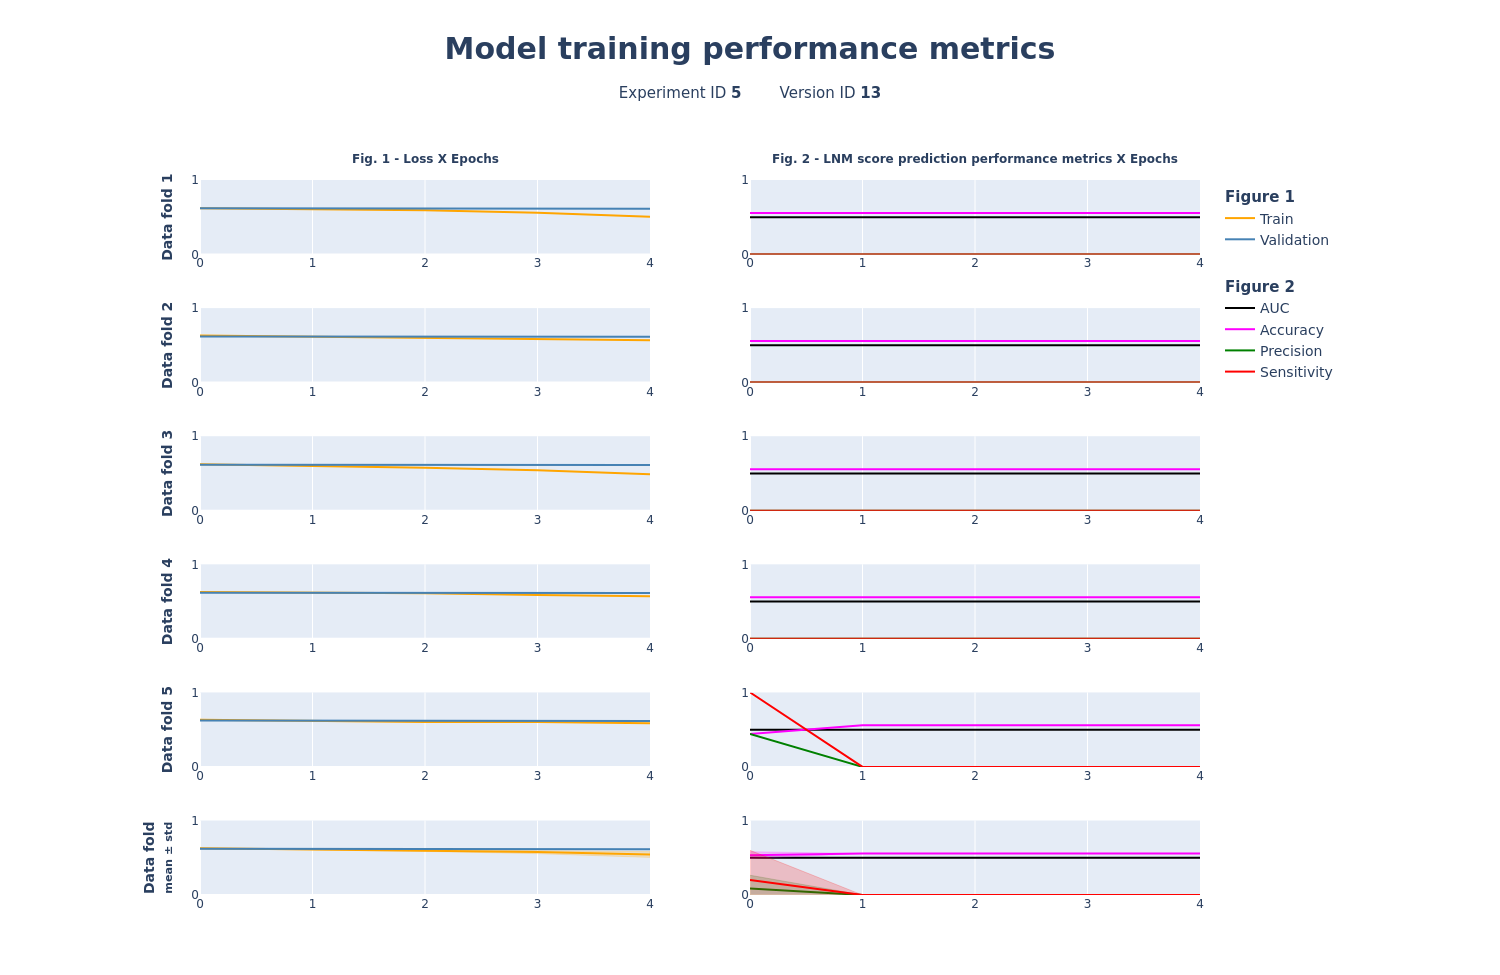 Model training performance metrics
Experiment ID 5 Version ID 13
Fig. 1 - Loss X Epochs
Fig. 2 - LNM score prediction performance metrics X Epochs
Data fold 1
1
0
0 1 2 3 4
1
0
0 1 2 3 4
Data fold 2
1
0
0 1 2 3 4
1
0
0 1 2 3 4
Data fold 3
1
0
0 1 2 3 4
1
0
0 1 2 3 4
Data fold 4
1
0
0 1 2 3 4
1
0
0 1 2 3 4
Data fold 5
1
0
0 1 2 3 4
1
0
0 1 2 3 4
Data fold
mean ± std
1
0
0 1 2 3 4
1
0
0 1 2 3 4
Figure 1
Train
Validation
Figure 2
AUC
Accuracy
Precision
Sensitivity